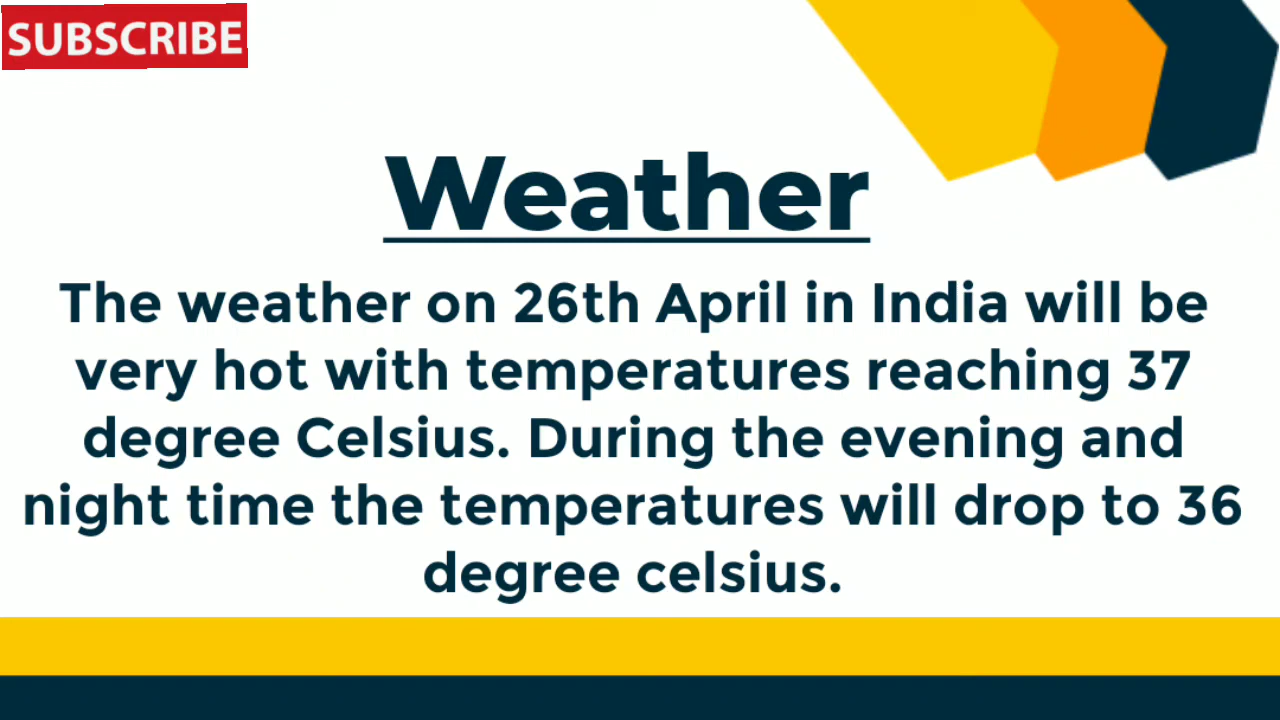 SUBSCRIBE
Weather
The weather on 26th April in India will be
very hot with temperatures reaching 37
degree Celsius. During the evening and
night time the temperatures will drop to 36
degree celsius.